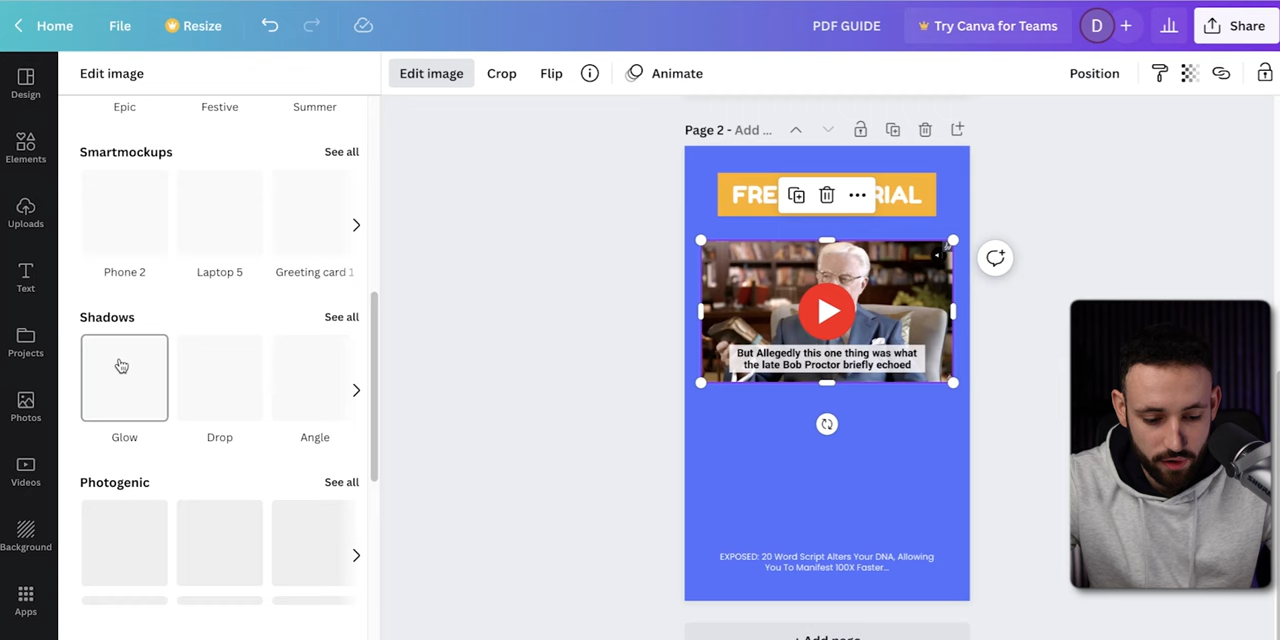 Home
File
Resize
PDF GUIDE
Try Canva for Teams
D
Share
Edit image
Edit image
Crop
Flip
Animate
Position
Design
Elements
Uploads
Text
Projects
Photos
Videos
Background
Apps
Epic
Festive
Summer
Smartmockups
See all
Phone 2
Laptop 5
Greeting card 1
Shadows
See all
Glow
Drop
Angle
Photogenic
See all
Page 2 - Add ...
FRE
RIAL
But Allegedly this one thing was what
the late Bob Proctor briefly echoed
EXPOSED: 20 Word Script Alters Your DNA, Allowing
You To Manifest 100X Faster...
+ Add page